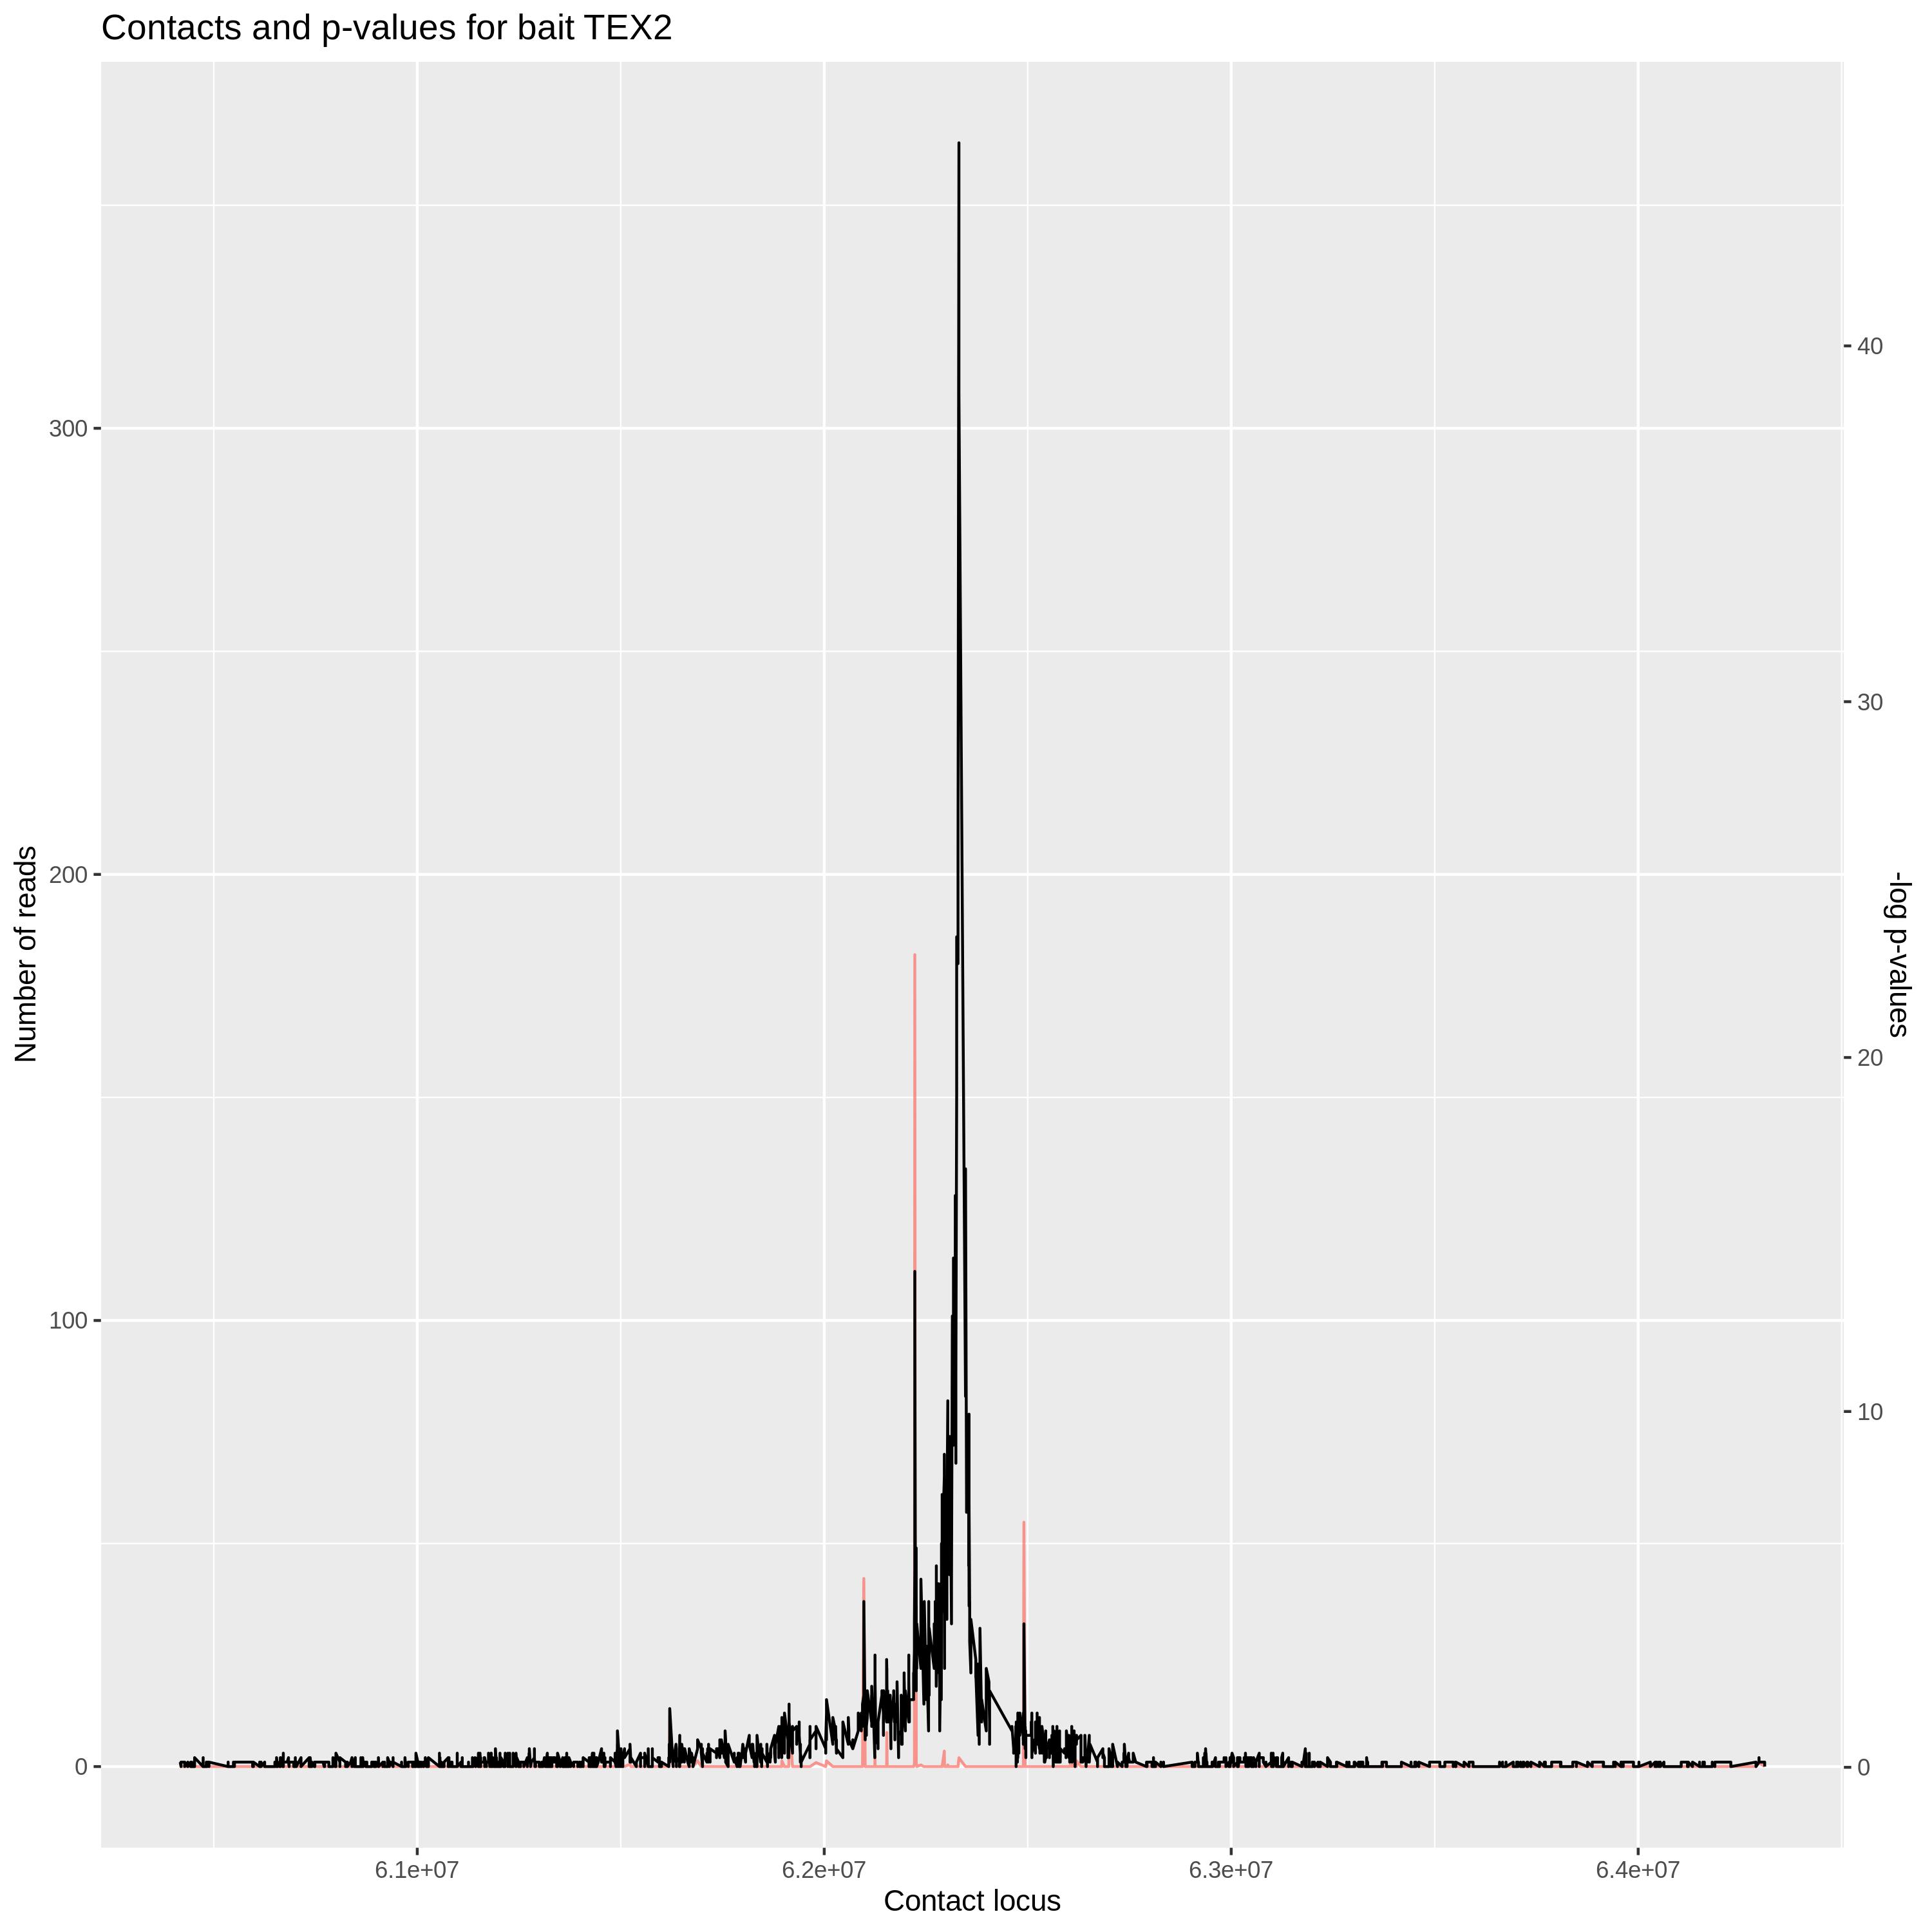 Contacts and p-values for bait TEX2
Number of reads
300
200
100
0
40
30
20
10
0
-log p-values
6.1e+07
6.2e+07
6.3e+07
6.4e+07
Contact locus